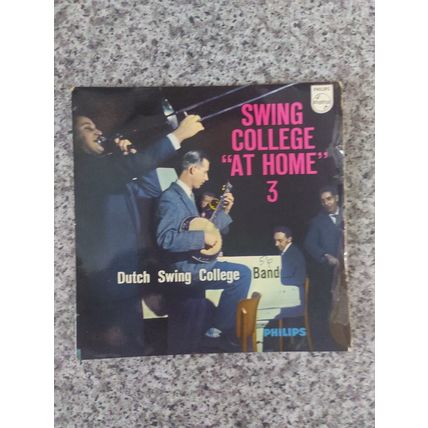 PHILIPS
SWING
COLLEGE
"AT HOME"
3
Dutch Swing College Band
PHILIPS